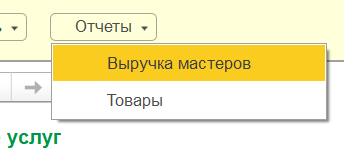 Отчеты
Выручка мастеров
Товары
услуг